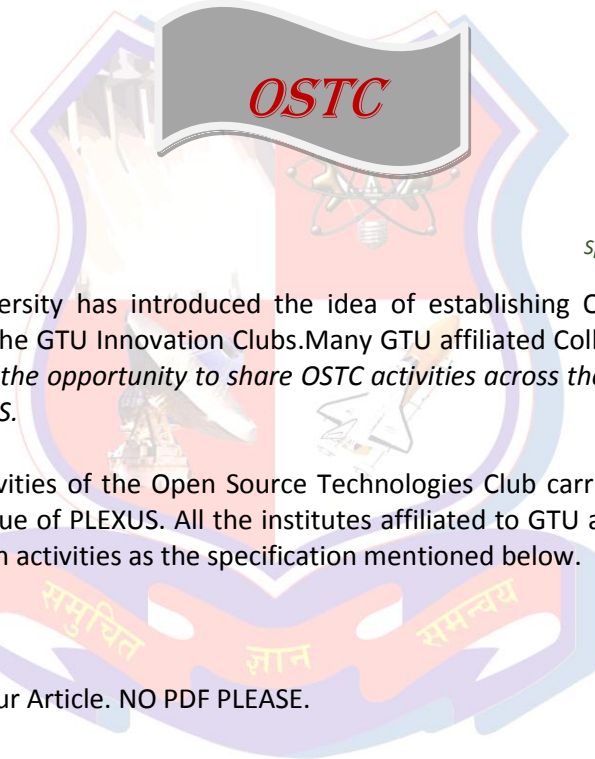 OSTC
ersity has introduced the idea of establishing
he GTU Innovation Clubs.Many GTU affiliated Coll
the opportunity to share OSTC activities across the
S.
vities of the Open Source Technologies Club carr
ue of PLEXUS. All the institutes affiliated to GTU a
n activities as the specification mentioned below.
समुचित ज्ञान समन्वय
ur Article. NO PDF PLEASE.